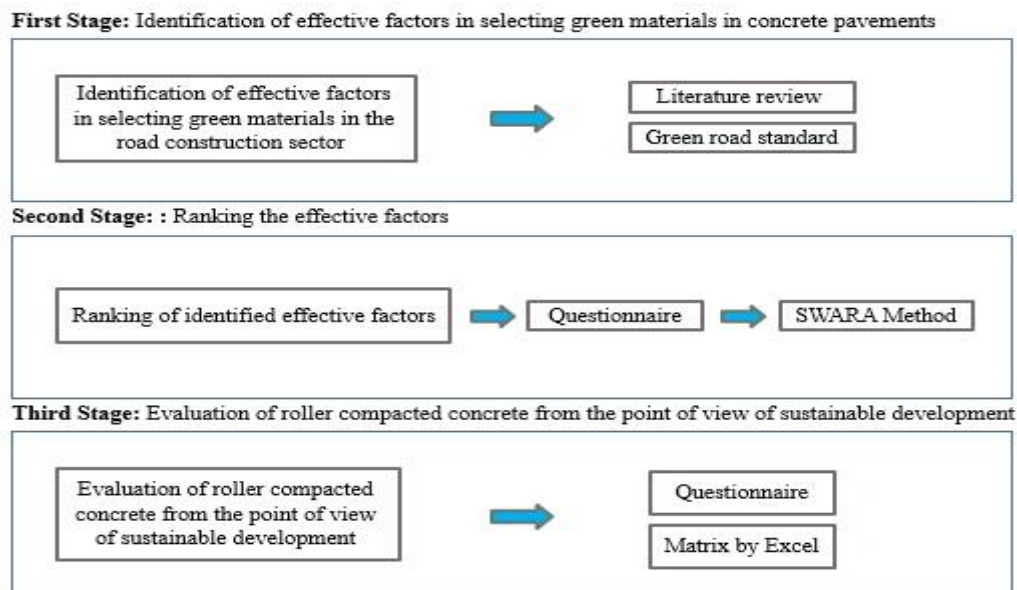 First Stage: Identification of effective factors in selecting green materials in concrete pavements
Identification of effective factors
in selecting green materials in the
road construction sector
Literature review
Green road standard
Second Stage: : Ranking the effective factors
Ranking of identified effective factors
Questionnaire
SWARA Method
Third Stage: Evaluation of roller compacted concrete from the point of view of sustainable development
Evaluation of roller compacted
concrete from the point of view
of sustainable development
Questionnaire
Matrix by Excel